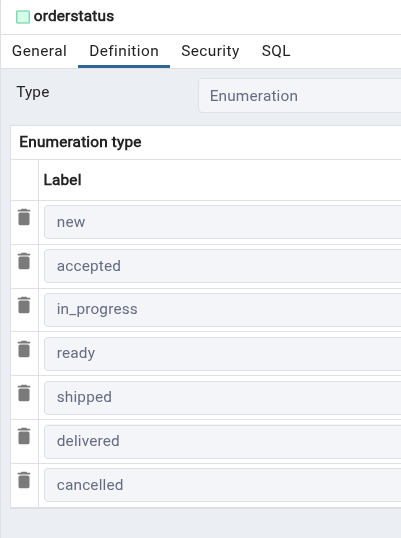 orderstatus
General Definition Security SQL
Type Enumeration
Enumeration type
Label
new
accepted
in_progress
ready
shipped
delivered
cancelled